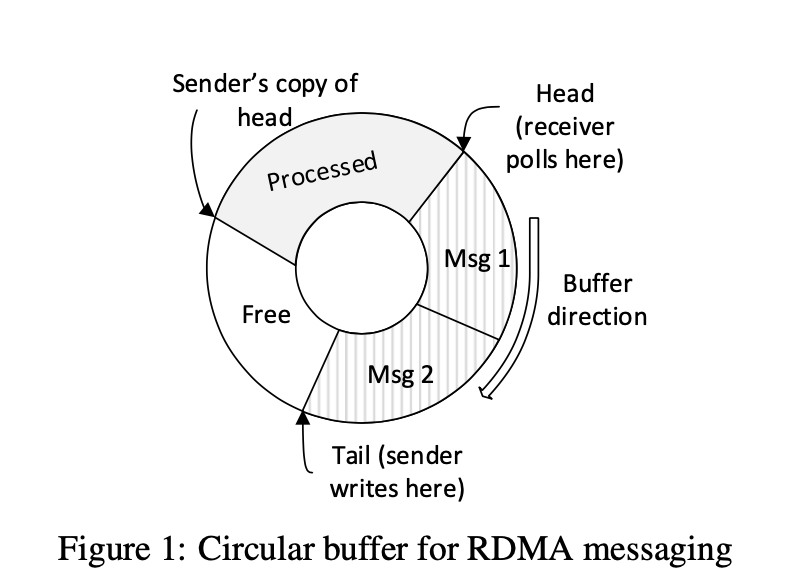 Sender's copy of
head
Head
(receiver
polls here)
Processed
Msg 1
Buffer
direction
Free
Msg 2
Tail (sender
writes here)
Figure 1: Circular buffer for RDMA messaging